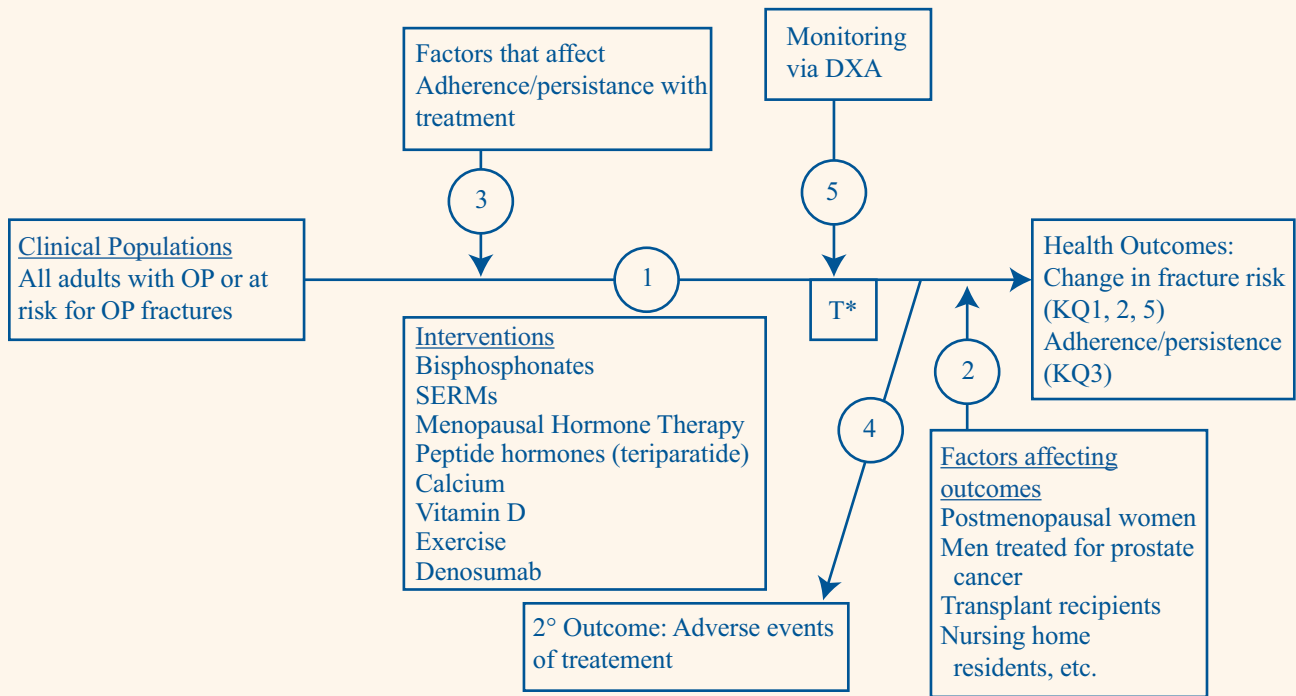 Factors that affect
Adherence/persistance with
treatment
Monitoring
via DXA
3
5
Clinical Populations
All adults with OP or at
risk for OP fractures
1
T*
Health Outcomes:
Change in fracture risk
(KQ1, 2, 5)
Adherence/persistence
(KQ3)
Interventions
Bisphosphonates
SERMs
Menopausal Hormone Therapy
Peptide hormones (teriparatide)
Calcium
Vitamin D
Exercise
Denosumab
2
4
Factors affecting
outcomes
Postmenopausal women
Men treated for prostate
cancer
Transplant recipients
Nursing home
residents, etc.
2° Outcome: Adverse events
of treatement